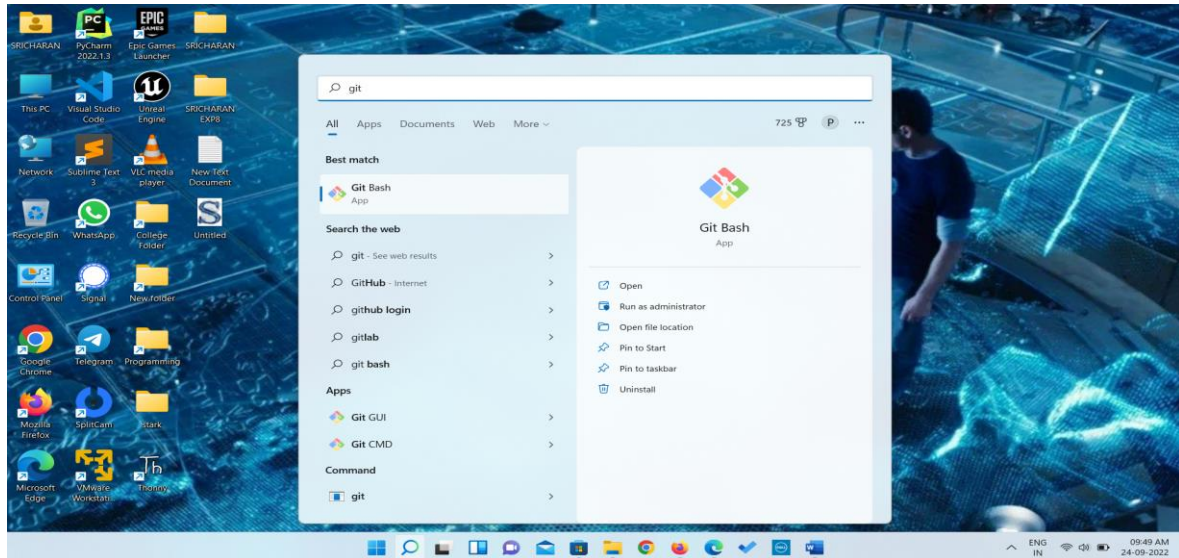 SRICHARAN
PyCharm
2022.1.3
EPIC
GAMES
Epic Games
Launcher
SRICHARAN
PC
This PC
Visual Studio
Code
Unreal
Engine
SRICHARAN
EXP8
Network
Sublime Text
3
VLC media
player
New Text
Document
Recycle Bin
WhatsApp
College
Folder
S
Untitled
Control Panel
Signal
New folder
Google
Chrome
Telegram
Programming
Mozilla
Firefox
SplitCam
stark
Microsoft
Edge
VMware
Workstati...
Th
Thonny
git
All Apps Documents Web More
725 P ...
Best match
Git Bash
App
Search the web
git - See web results
GitHub - Internet
github login
gitlab
git bash
Apps
Git GUI
Git CMD
Command
git
Git Bash
App
Open
Run as administrator
Open file location
Pin to Start
Pin to taskbar
Uninstall
ENG
IN
09:49 AM
24-09-2022